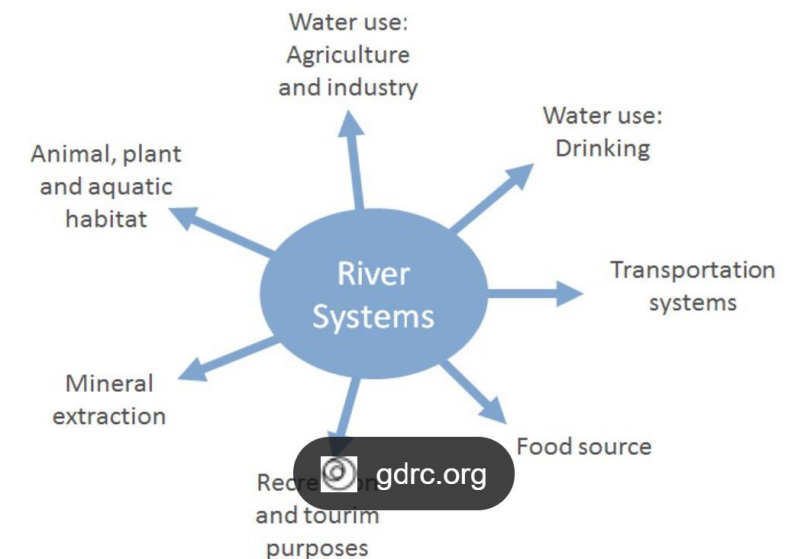 Water use:
Agriculture
and industry
Water use:
Drinking
Animal, plant
and aquatic
habitat
River
Systems
Transportation
systems
Mineral
extraction
Food source
gdrc.org
and tourim
purposes